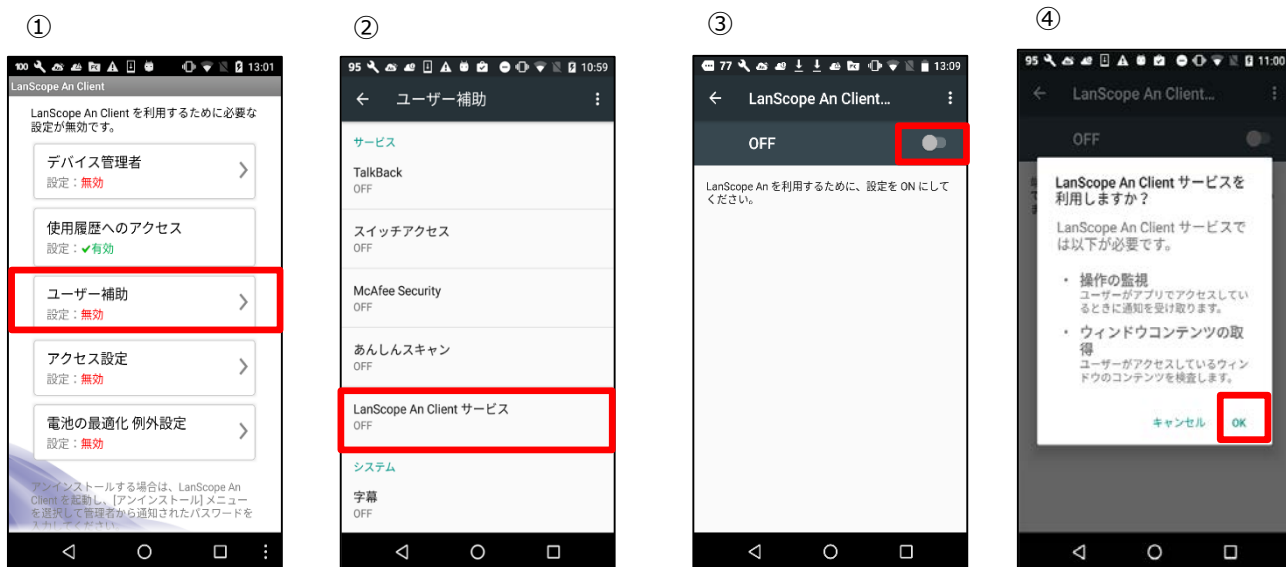 ①
100 13:01
LanScope An Client
LanScope An Client を利用するために必要な
設定が無効です。
デバイス管理者
設定：無効
使用履歴へのアクセス
設定：✔有効
ユーザー補助
設定：無効
アクセス設定
設定：無効
電池の最適化 例外設定
設定：無効
アンインストールする場合は、LanScope An
Client を起動し、[アンインストール] メニュー
を選択して管理者から通知されたパスワードを
入力してください。
②
95 10:59
ユーザー補助
サービス
TalkBack
OFF
スイッチアクセス
OFF
McAfee Security
OFF
あんしんスキャン
OFF
LanScope An Client サービス
OFF
システム
字幕
OFF
③
77 13:09
LanScope An Client...
OFF
LanScope An を利用するために、設定を ON にして
ください。
④
95 11:00
LanScope An Client...
OFF
LanScope An Client サービスを
利用しますか？
LanScope An Client サービスで
は以下が必要です。
・ 操作の監視
ユーザーがアプリでアクセスしてい
るときに通知を受け取ります。
・ ウィンドウコンテンツの取
得
ユーザーがアクセスしているウィン
ドウのコンテンツを検査します。
キャンセル OK